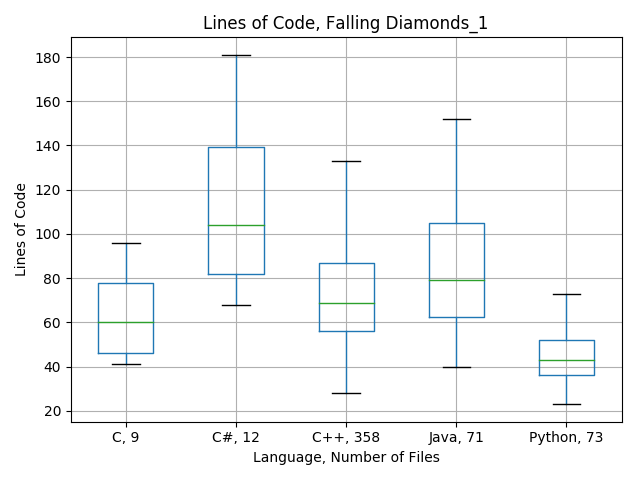 Lines of Code, Falling Diamonds_1
180
160
140
120
100
80
60
40
20
Lines of Code
C, 9
C#, 12
C++, 358
Java, 71
Python, 73
Language, Number of Files